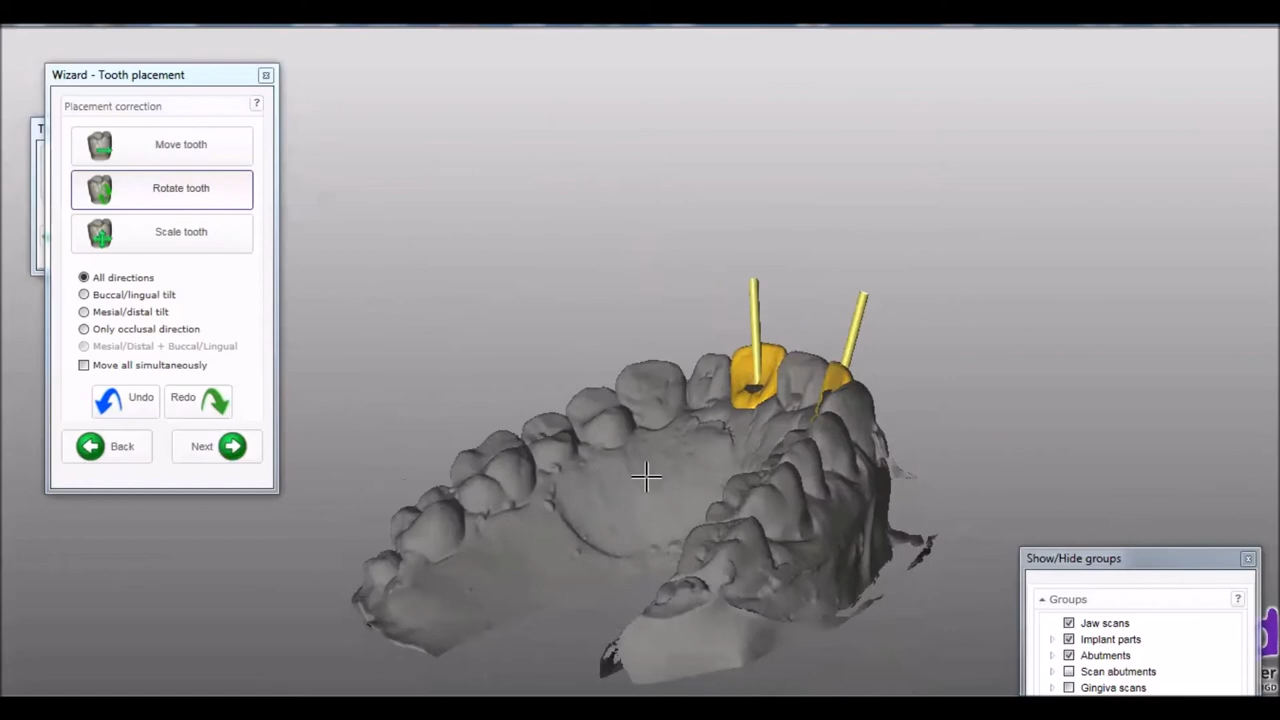 Wizard - Tooth placement
Placement correction
?
Move tooth
Rotate tooth
Scale tooth
All directions
Buccal/lingual tilt
Mesial/distal tilt
Only occlusal direction
Mesial/Distal + Buccal/Lingual
Move all simultaneously
Undo
Redo
Back
Next
Show/Hide groups
Groups
?
Jaw scans
Implant parts
Abutments
Scan abutments
Gingiva scans